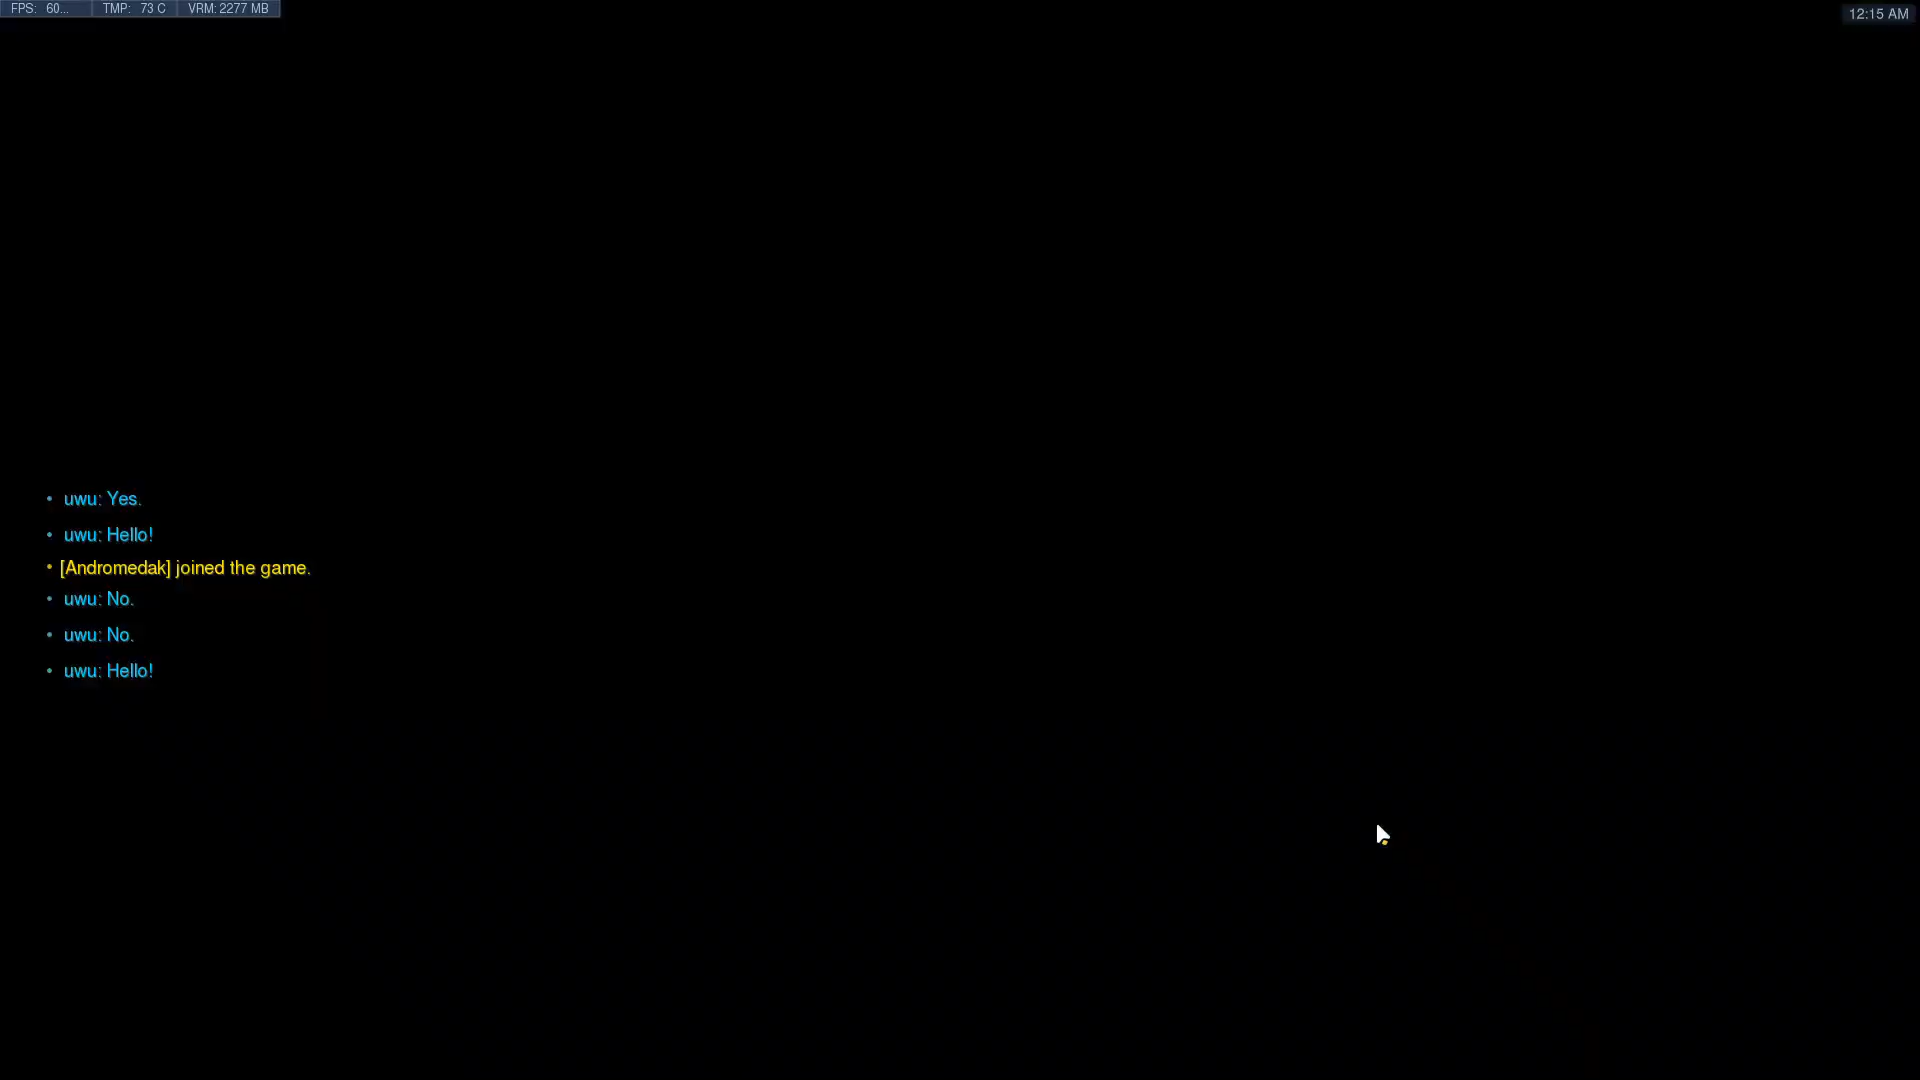 FPS: 60... TMP: 73 C VRM: 2277 MB
12:15 AM
• uwu: Yes.
• uwu: Hello!
• [Andromedak] joined the game.
• uwu: No.
• uwu: No.
• uwu: Hello!